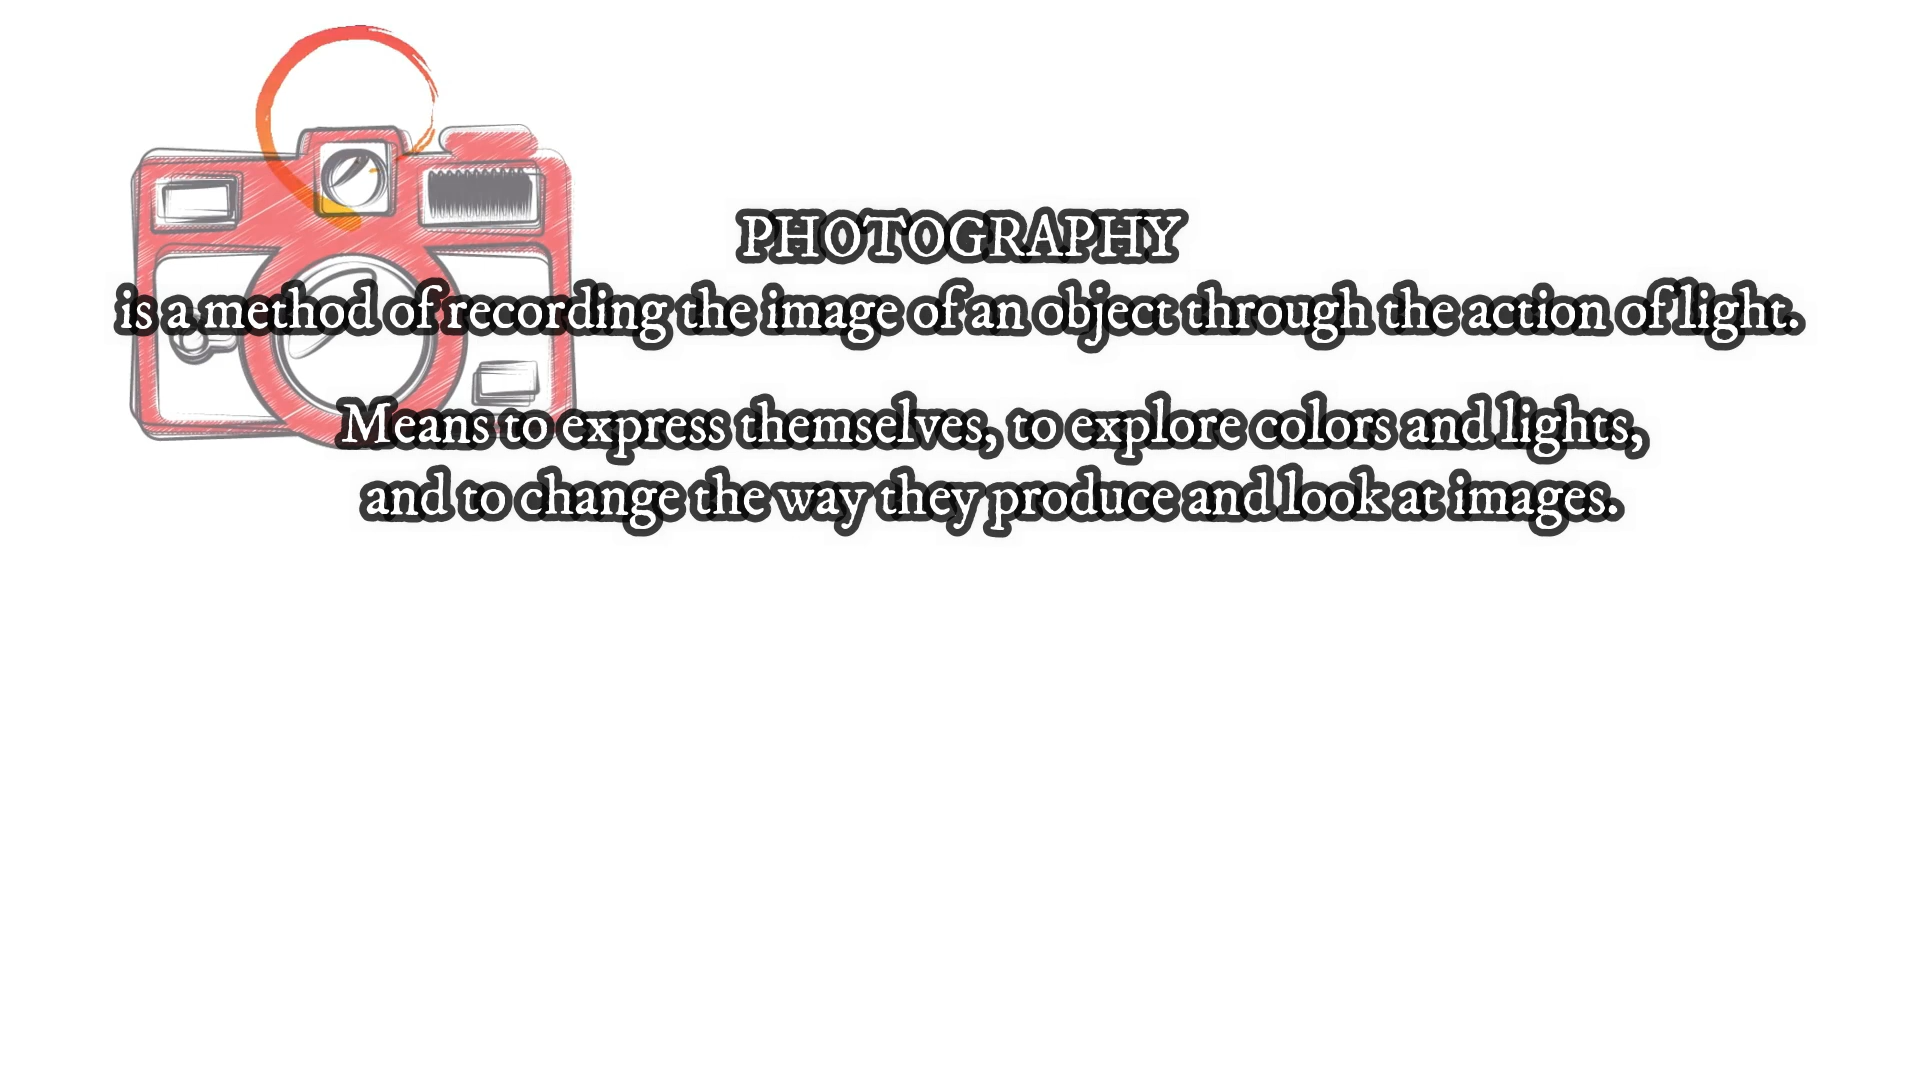 PHOTOGRAPHY
is a method of recording the image of an object through the action of light.
Means to express themselves, to explore colors and lights,
and to change the way they produce and look at images.